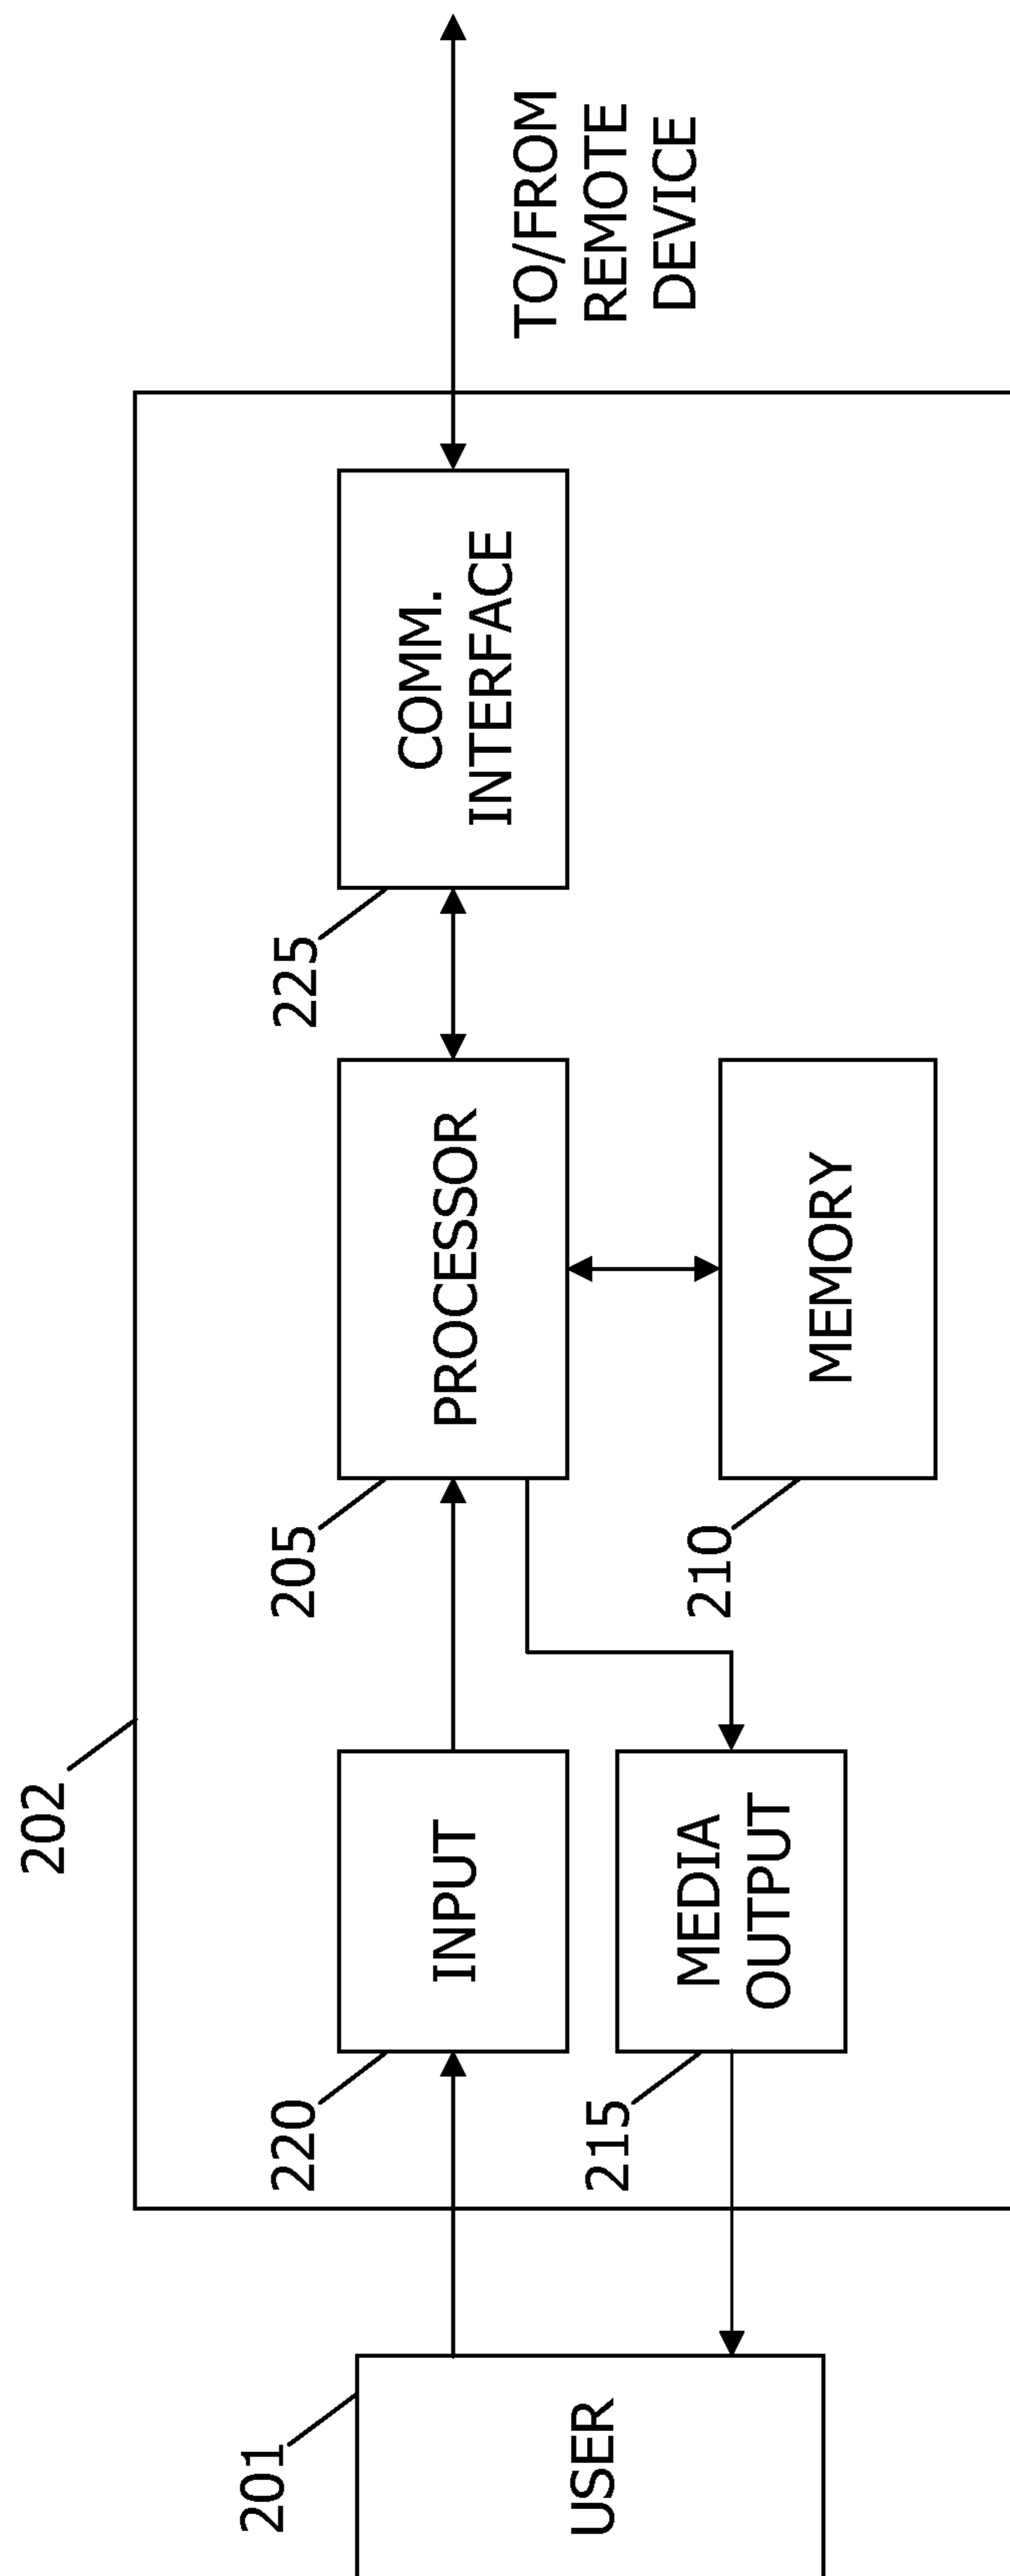 202
201
USER
220
INPUT
205
PROCESSOR
225
COMM.
INTERFACE
TO/FROM
REMOTE
DEVICE
215
MEDIA
OUTPUT
210
MEMORY